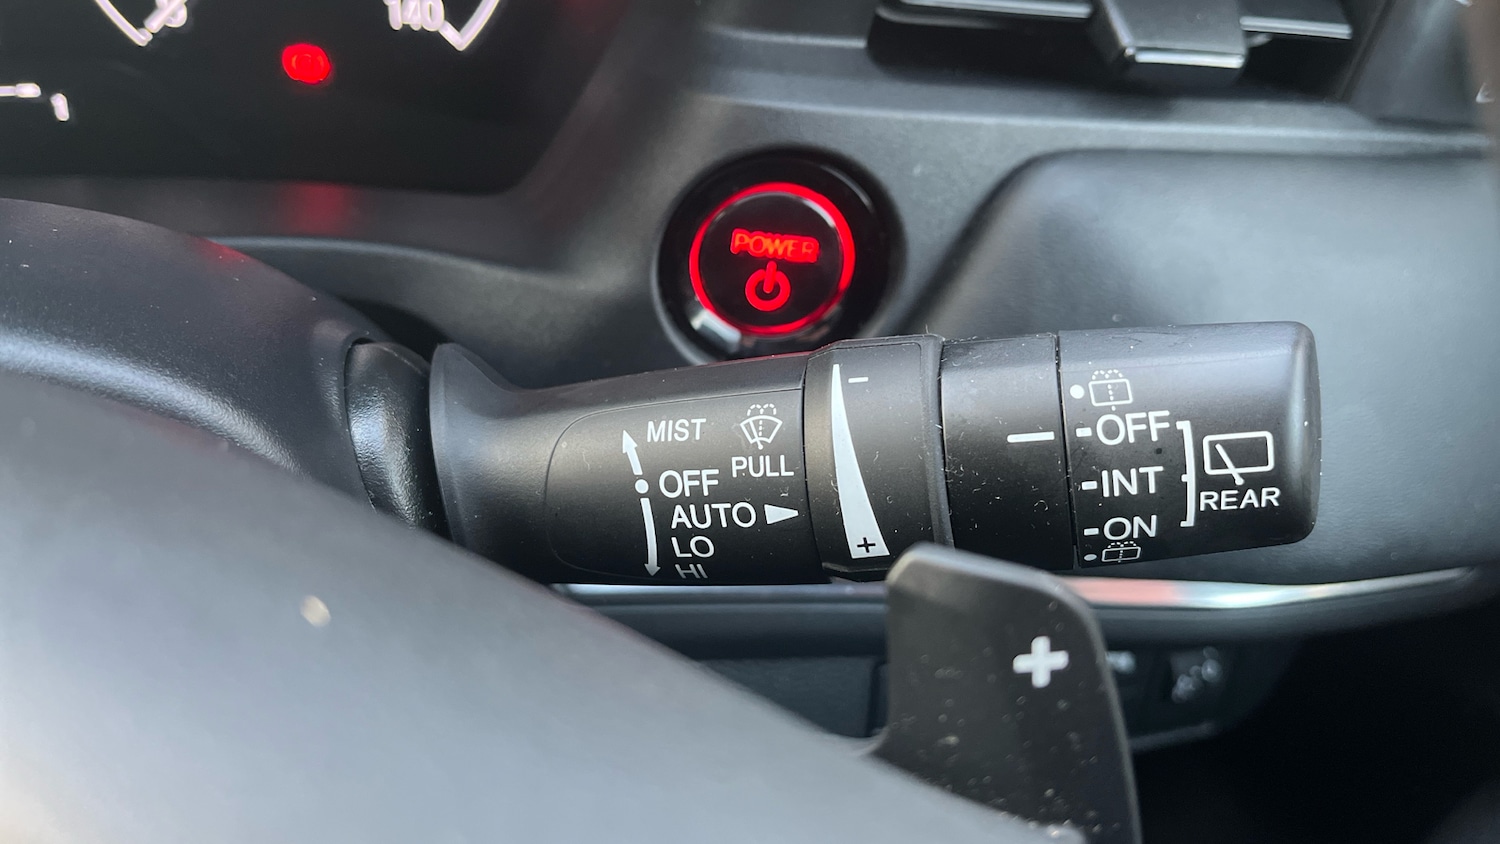 140
POWER
MIST
PULL
OFF
AUTO
LO
HI
-
+
OFF
INT
ON
REAR
+